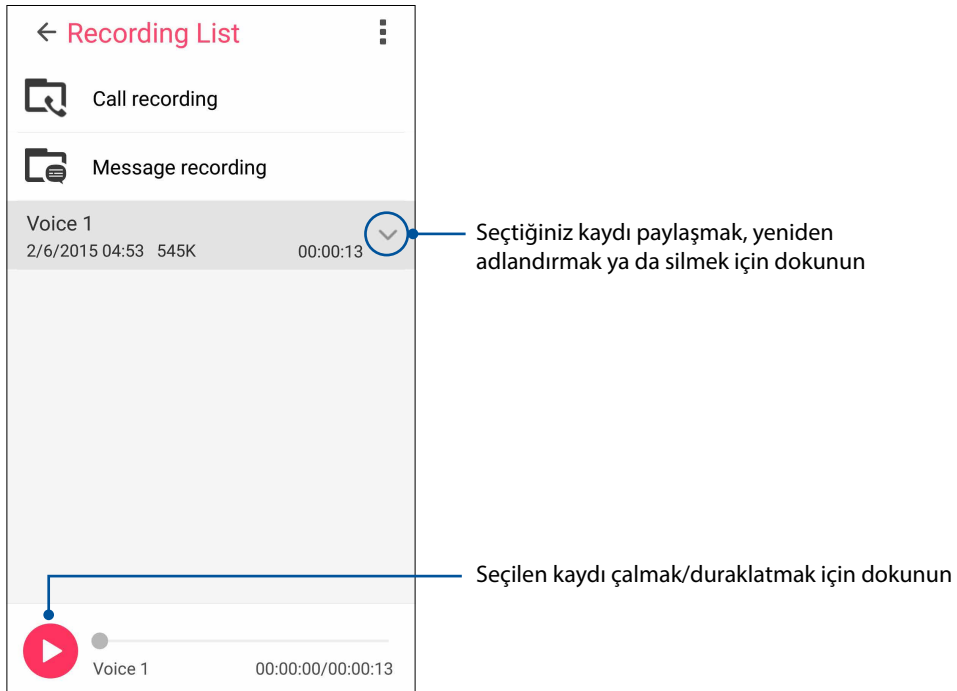 Recording List
Call recording
Message recording
Voice 1
2/6/2015 04:53 545K 00:00:13
Seçtiğiniz kaydı paylaşmak, yeniden
adlandırmak ya da silmek için dokunun
Seçilen kaydı çalmak/duraklatmak için dokunun
Voice 1 00:00:00/00:00:13